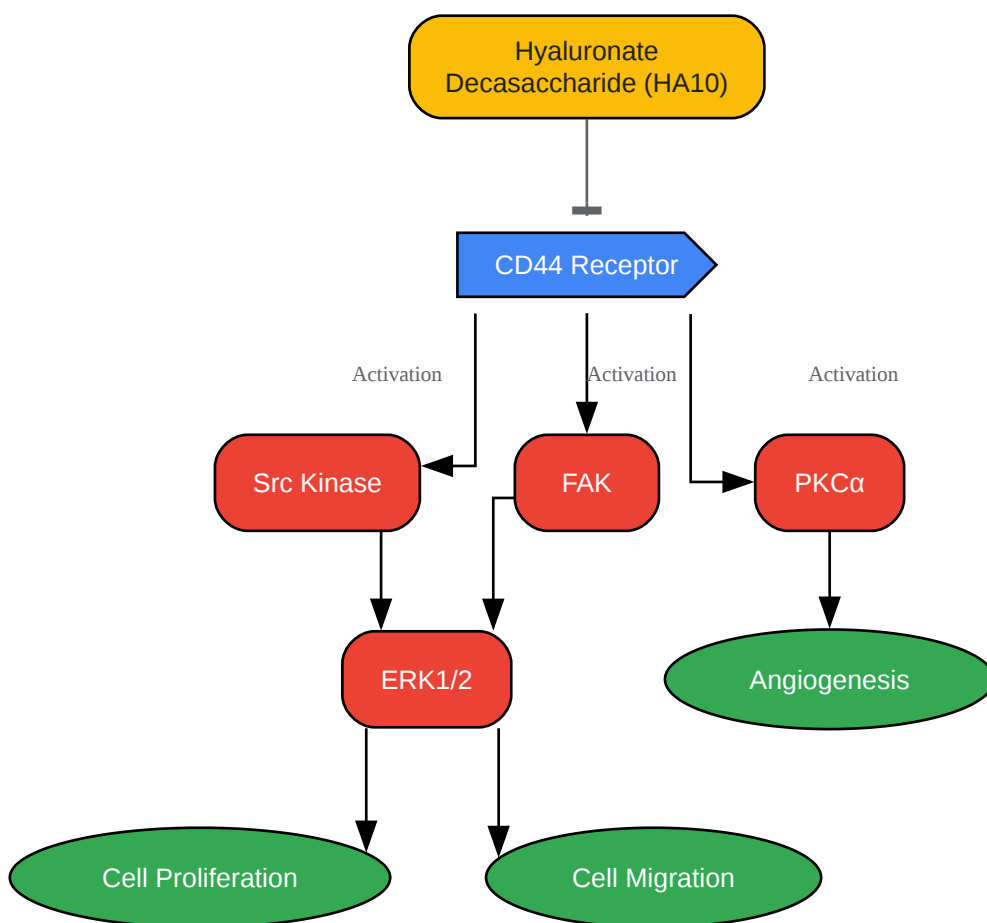 Hyaluronate
Decasaccharide (HA10)
CD44 Receptor
Activation
Activation
Activation
Src Kinase
FAK
PKCα
ERK1/2
Angiogenesis
Cell Proliferation
Cell Migration